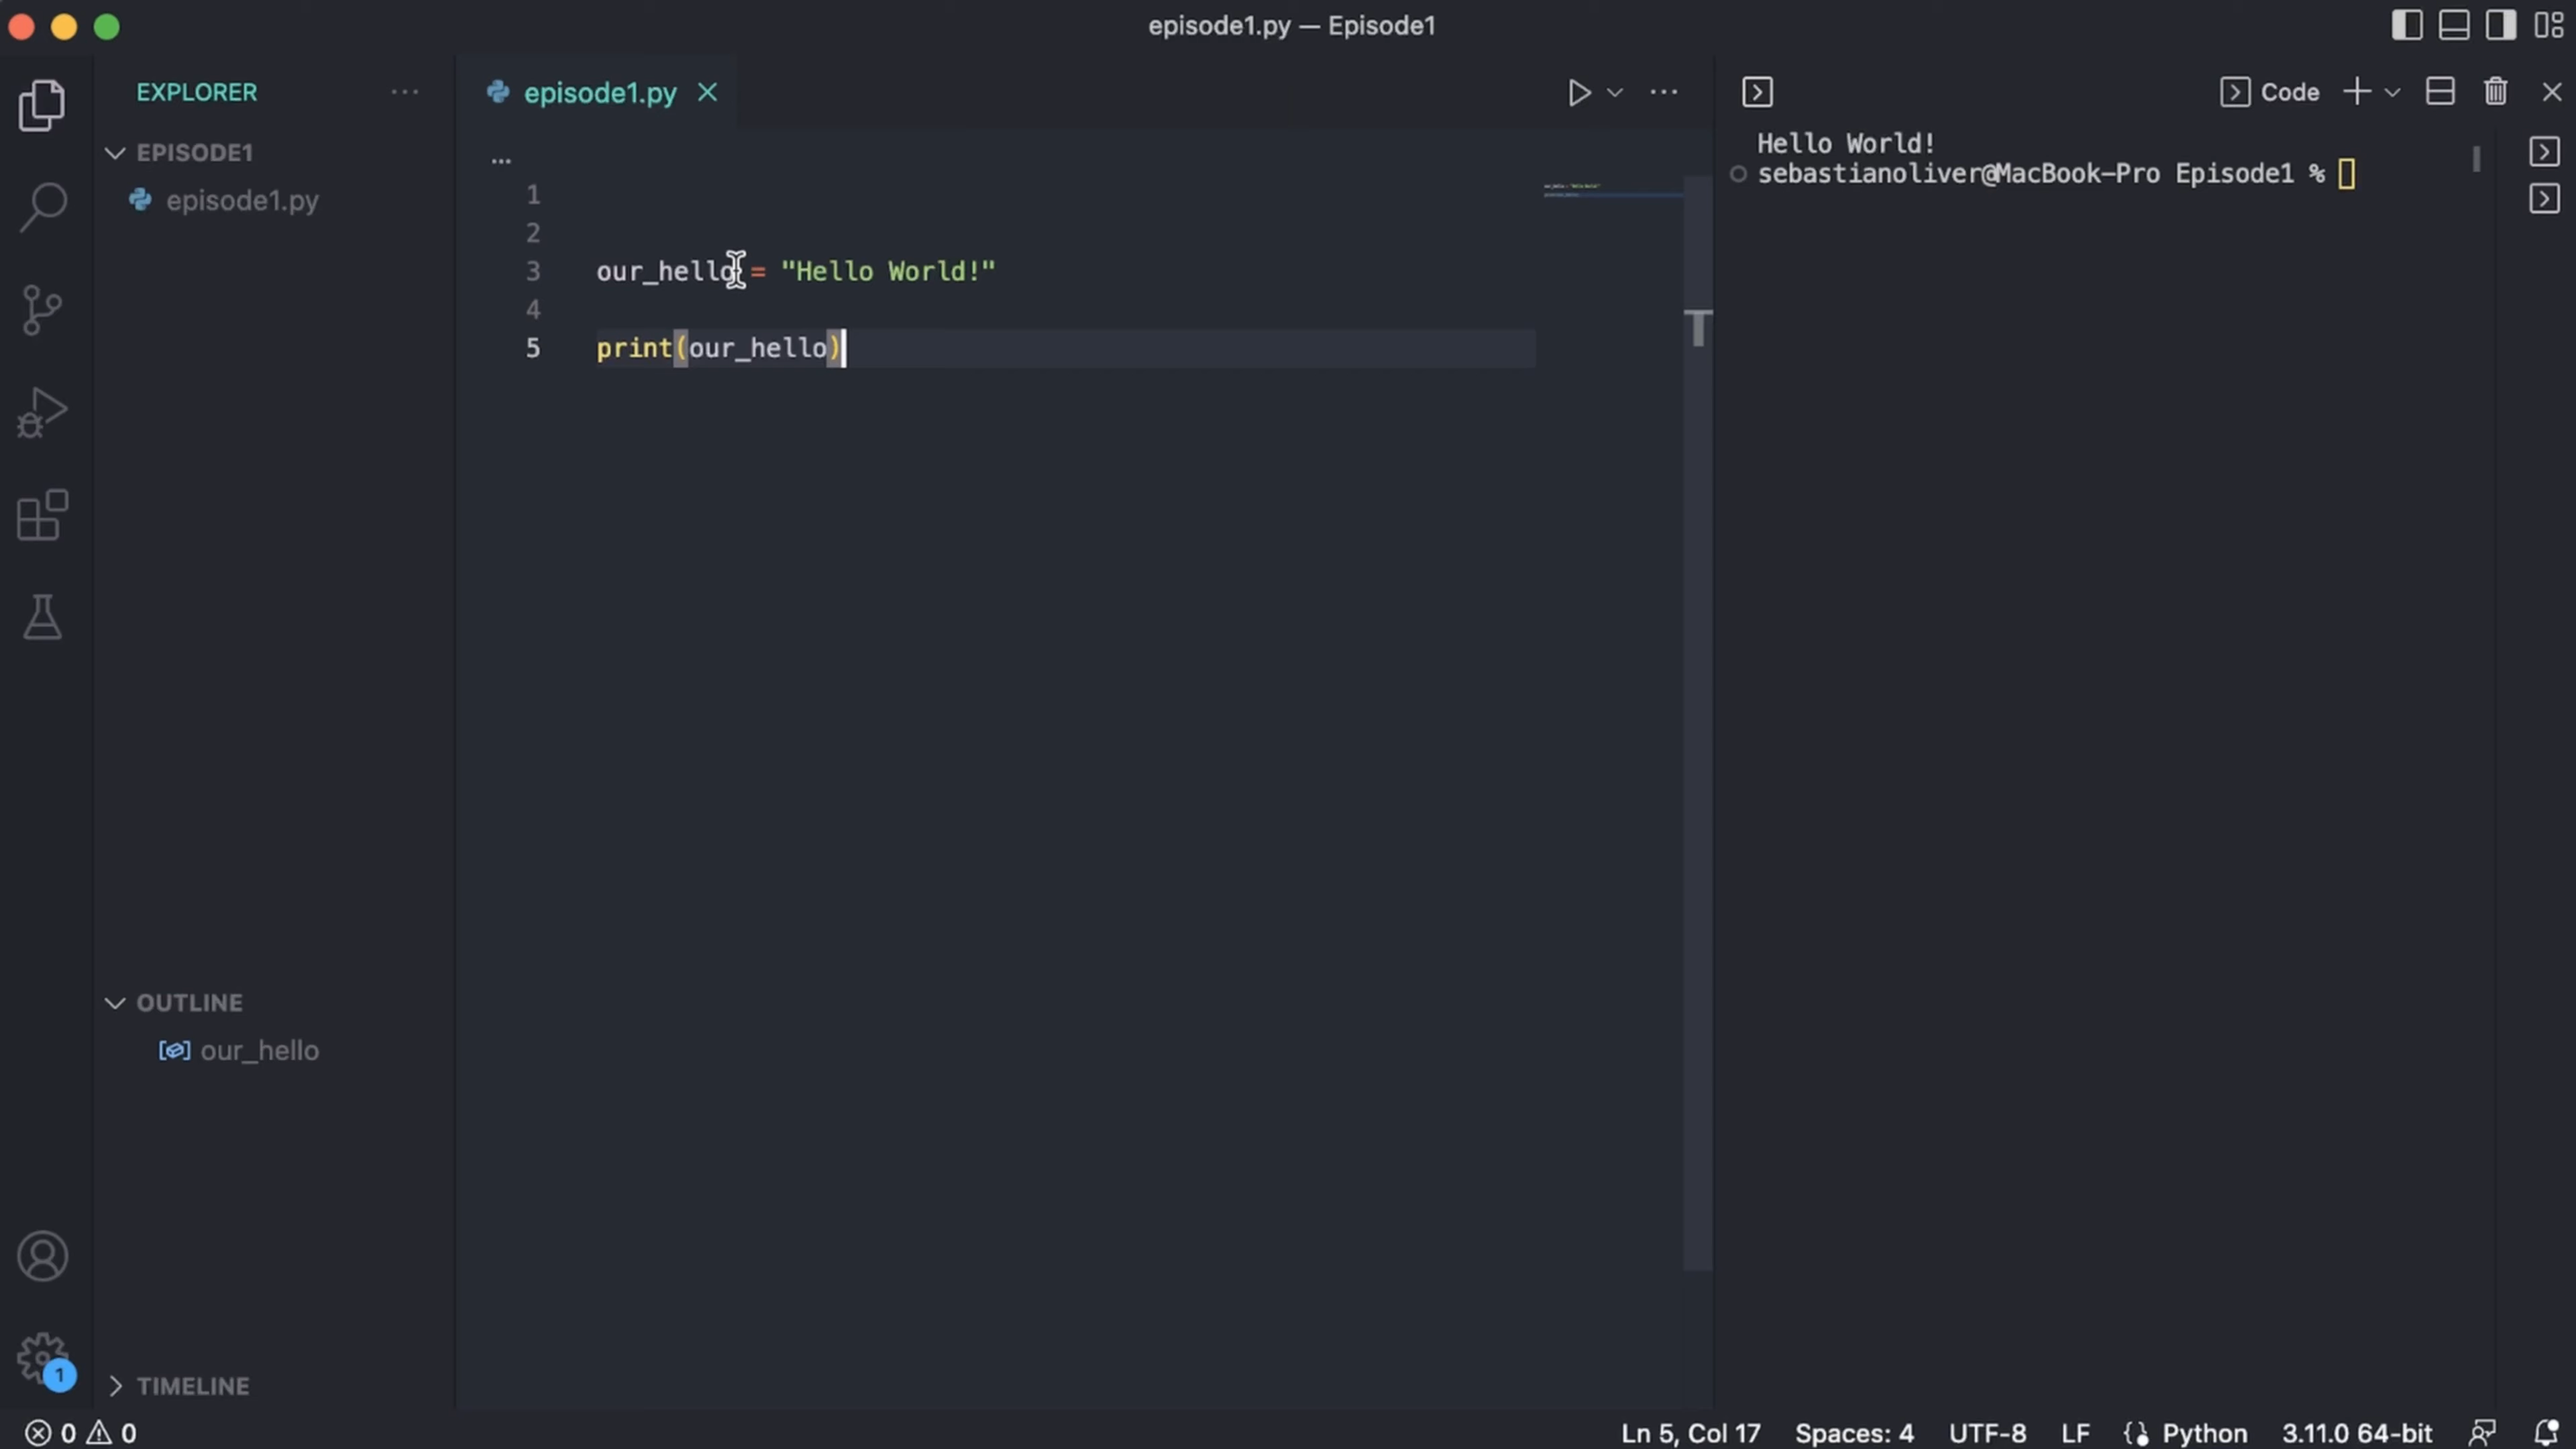 episode1.py — Episode1
EXPLORER
EPISODE1
episode1.py
OUTLINE
our_hello
TIMELINE
episode1.py
...
1
2
3 our_hello = "Hello World!"
4
5 print(our_hello)
Code
Hello World!
sebastianoliver@MacBook-Pro Episode1 %
1
0 0
Ln 5, Col 17 Spaces: 4 UTF-8 LF Python 3.11.0 64-bit